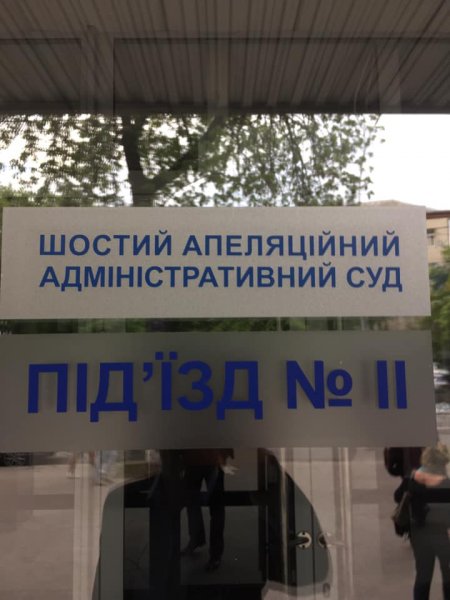 ШОСТИЙ АПЕЛЯЦІЙНИЙ
АДМІНІСТРАТИВНИЙ СУД
ПІД'ЇЗД № ІІ